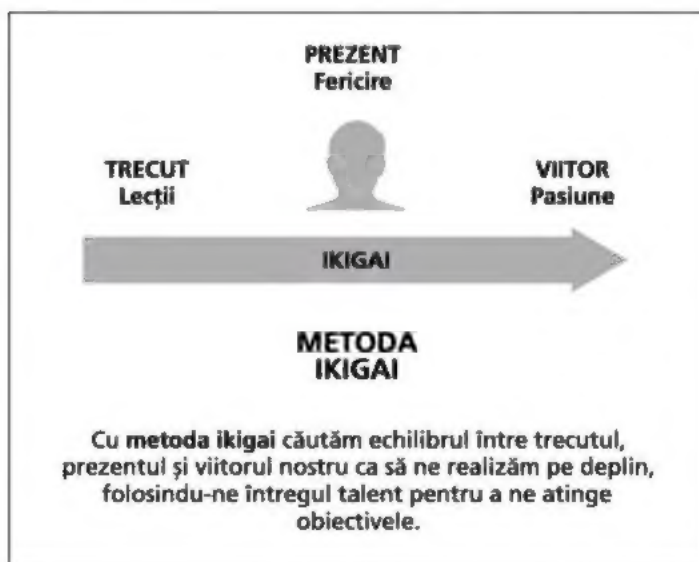 PREZENT
Fericire
TRECUT
Lecții
VIITOR
Pasiune
IKIGAI
METODA
IKIGAI
Cu metoda ikigai căutăm echilibrul între trecutul,
prezentul și viitorul nostru ca să ne realizăm pe deplin,
folosindu-ne întregul talent pentru a ne atinge
obiectivele.